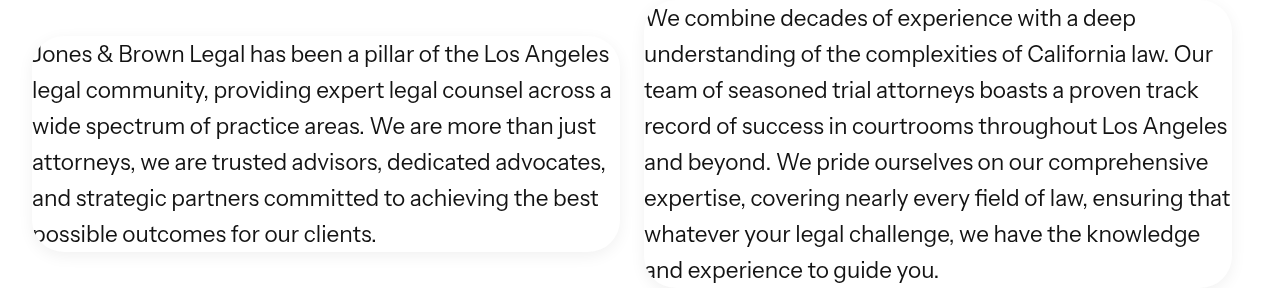 Jones & Brown Legal has been a pillar of the Los Angeles
legal community, providing expert legal counsel across a
wide spectrum of practice areas. We are more than just
attorneys, we are trusted advisors, dedicated advocates,
and strategic partners committed to achieving the best
possible outcomes for our clients.
We combine decades of experience with a deep
understanding of the complexities of California law. Our
team of seasoned trial attorneys boasts a proven track
record of success in courtrooms throughout Los Angeles
and beyond. We pride ourselves on our comprehensive
expertise, covering nearly every field of law, ensuring that
whatever your legal challenge, we have the knowledge
and experience to guide you.